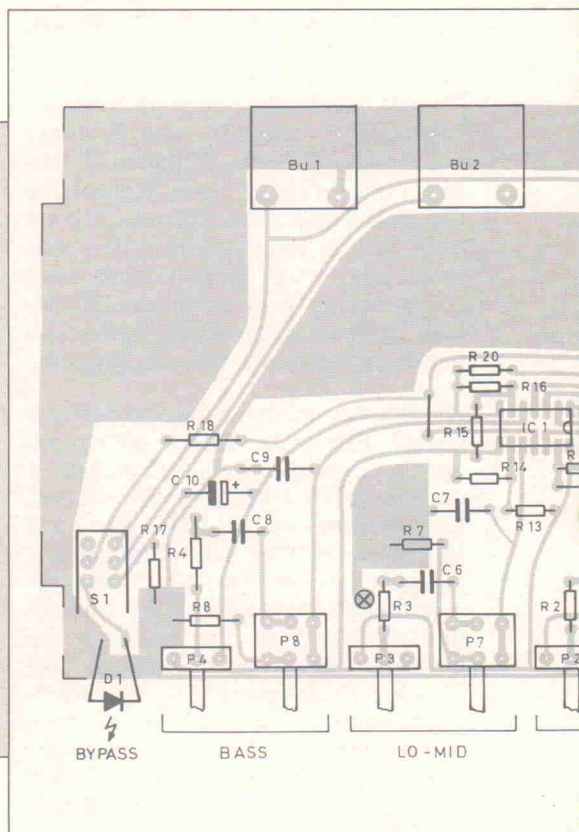 Bu 1
Bu 2
R 20
R 16
IC 1
R 18
R 15
C 9
R 14
R
C 10
+
C 7
R 17
R 4
C 8
R 13
R 7
C 6
S 1
R 8
R 3
R 2
P 8
P 7
P 4
P 3
P 2
D 1
BYPASS
BASS
LO-MID